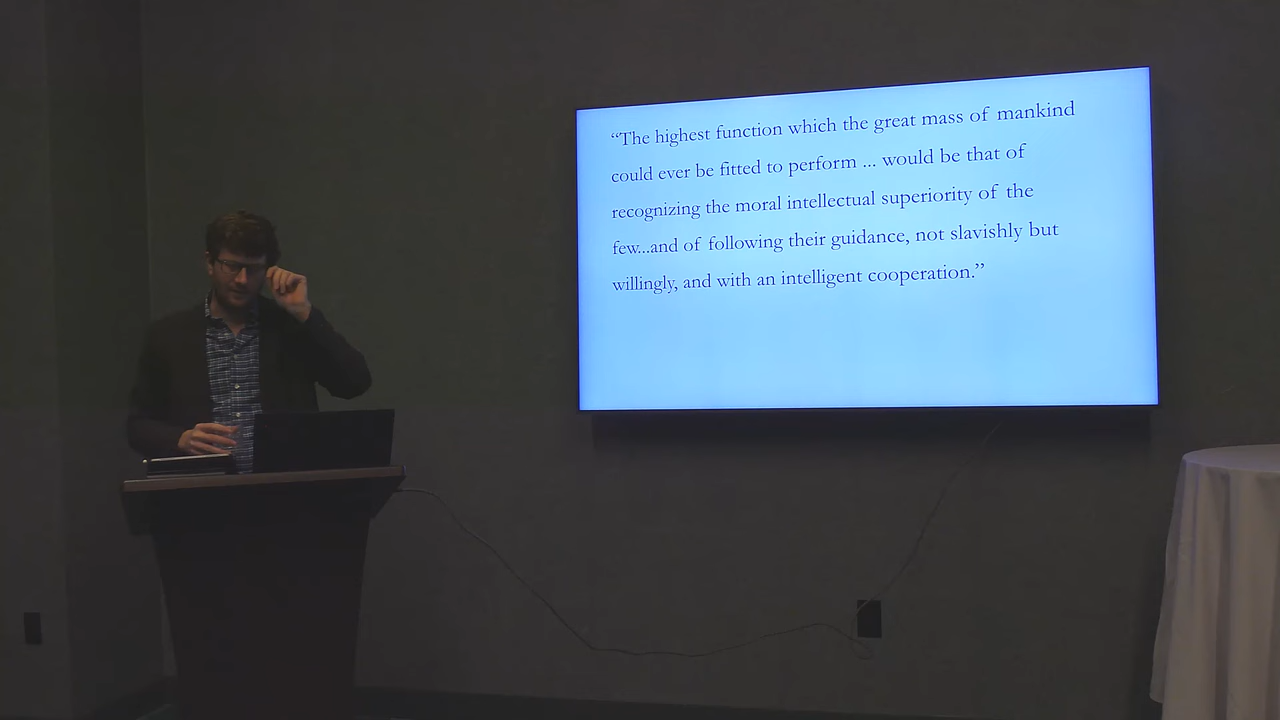 “The highest function which the great mass of mankind
could ever be fitted to perform ... would be that of
recognizing the moral intellectual superiority of the
few...and of following their guidance, not slavishly but
willingly, and with an intelligent cooperation.”